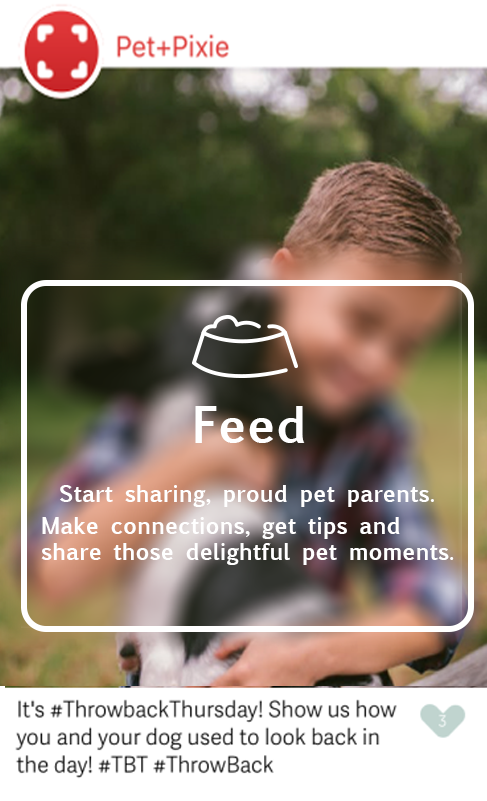 Pet+Pixie
Feed
Start sharing, proud pet parents.
Make connections, get tips and
share those delightful pet moments.
It's #ThrowbackThursday! Show us how
you and your dog used to look back in
the day! #TBT #ThrowBack
3